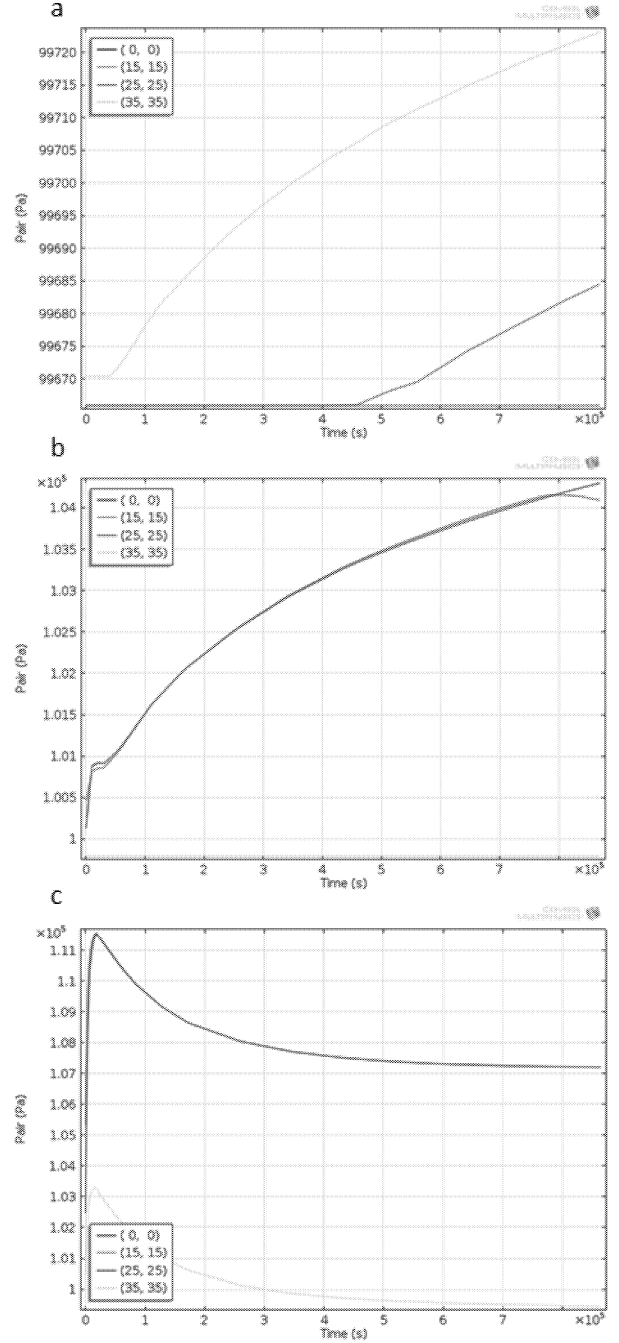 a
( 0, 0)
(15, 15)
(25, 25)
(35, 35)
99720
99715
99710
99705
99700
99695
99690
99685
99680
99675
99670
Pair (Pa)
0 1 2 3 4 5 6 7 ×10⁵
Time (s)
b
×10⁵
( 0, 0)
(15, 15)
(25, 25)
(35, 35)
1.04
1.035
1.03
1.025
1.02
1.015
1.01
1.005
1
Pair (Pa)
0 1 2 3 4 5 6 7 ×10⁵
Time (s)
c
×10⁵
1.11
1.1
1.09
1.08
1.07
1.06
1.05
1.04
1.03
1.02
1.01
1
Pair (Pa)
( 0, 0)
(15, 15)
(25, 25)
(35, 35)
0 1 2 3 4 5 6 7 ×10⁵
Time (s)